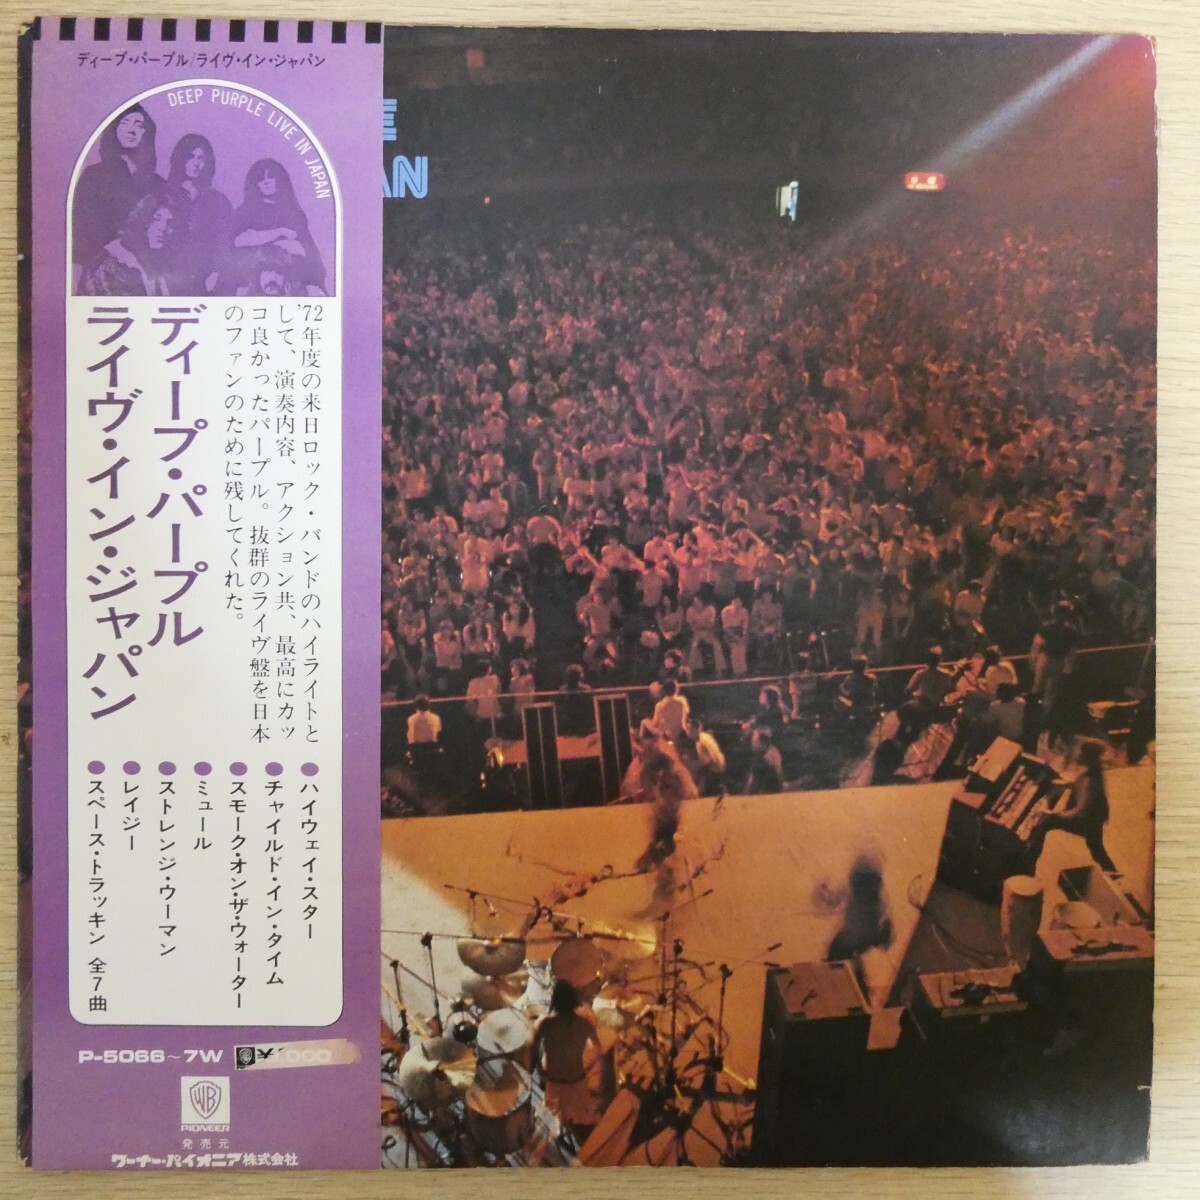 ディープ・パープル/ライヴ・イン・ジャパン
DEEP PURPLE LIVE IN JAPAN
E
AN
'72年度の来日ロック・バンドのハイライトと
して、演奏内容、アクション共、最高にカッ
コ良かったパープル。抜群のライヴ盤を日本
のファンのために残してくれた。
ディープ・パープル
ライヴ・イン・ジャパン
●ハイウェイ・スター
●チャイルド・イン・タイム
●スモーク・オン・ザ・ウォーター
●ミュール
●ストレンジ・ウーマン
●レイジー
●スペース・トラッキン 全7曲
P-5066~7W
000
WB
PIONEER
発売元
ワーナー・パイオニア株式会社